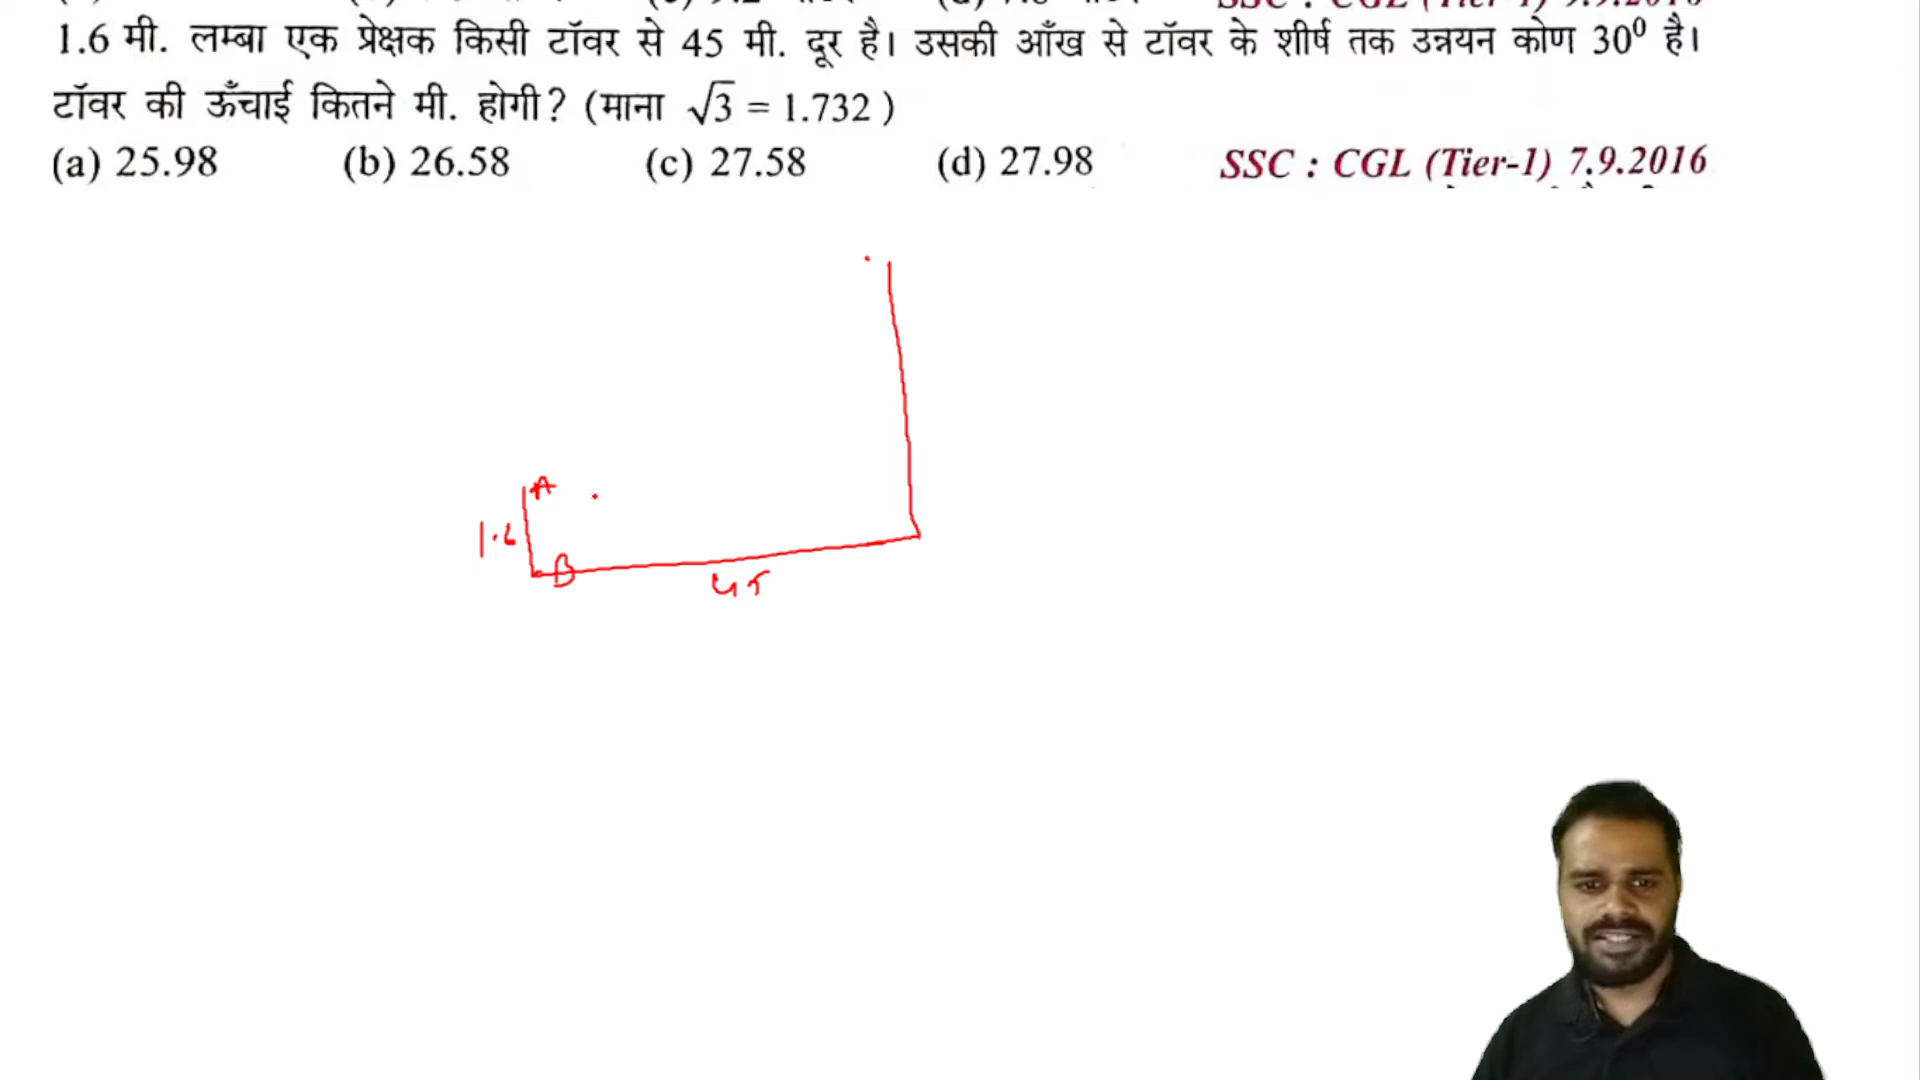 1.6 मी. लम्बा एक प्रेक्षक किसी टॉवर से 45 मी. दूर है। उसकी आँख से टॉवर के शीर्ष तक उन्नयन कोण 30⁰ है।
टॉवर की ऊँचाई कितने मी. होगी? (माना √3 = 1.732 )
(a) 25.98 (b) 26.58 (c) 27.58 (d) 27.98 SSC : CGL (Tier-1) 7.9.2016
A
1.6
B
45